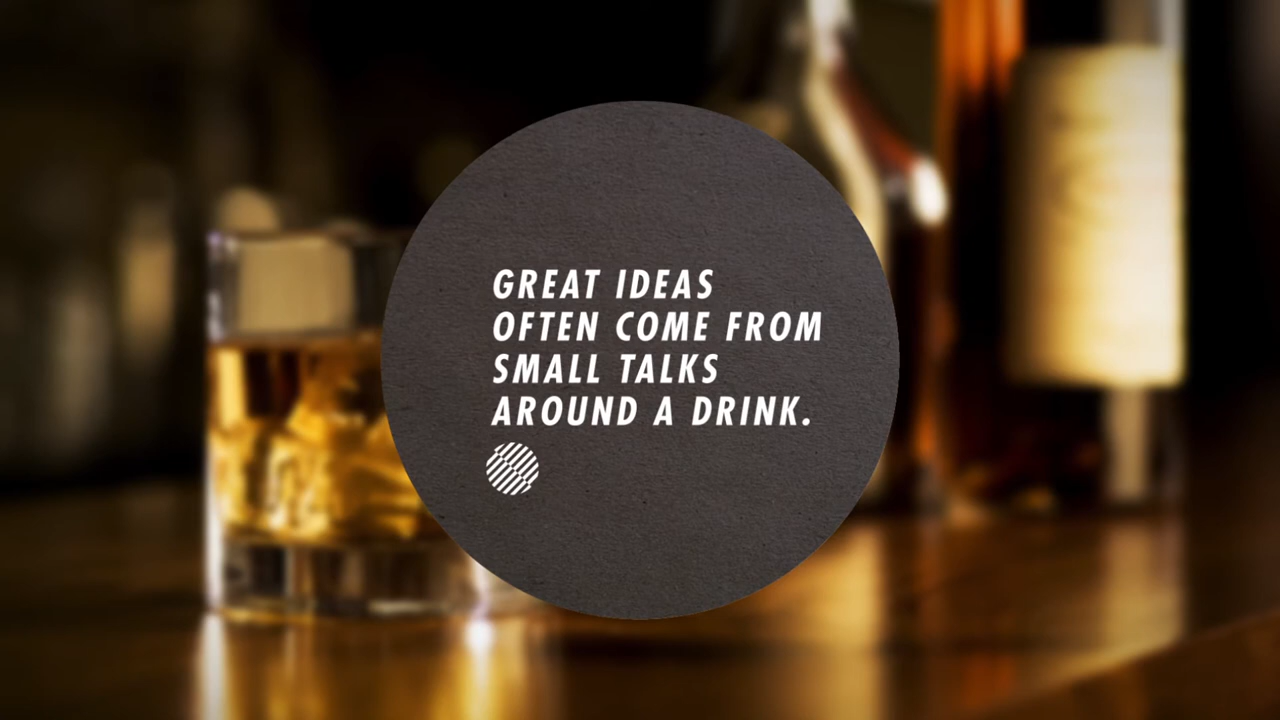 GREAT IDEAS
OFTEN COME FROM
SMALL TALKS
AROUND A DRINK.